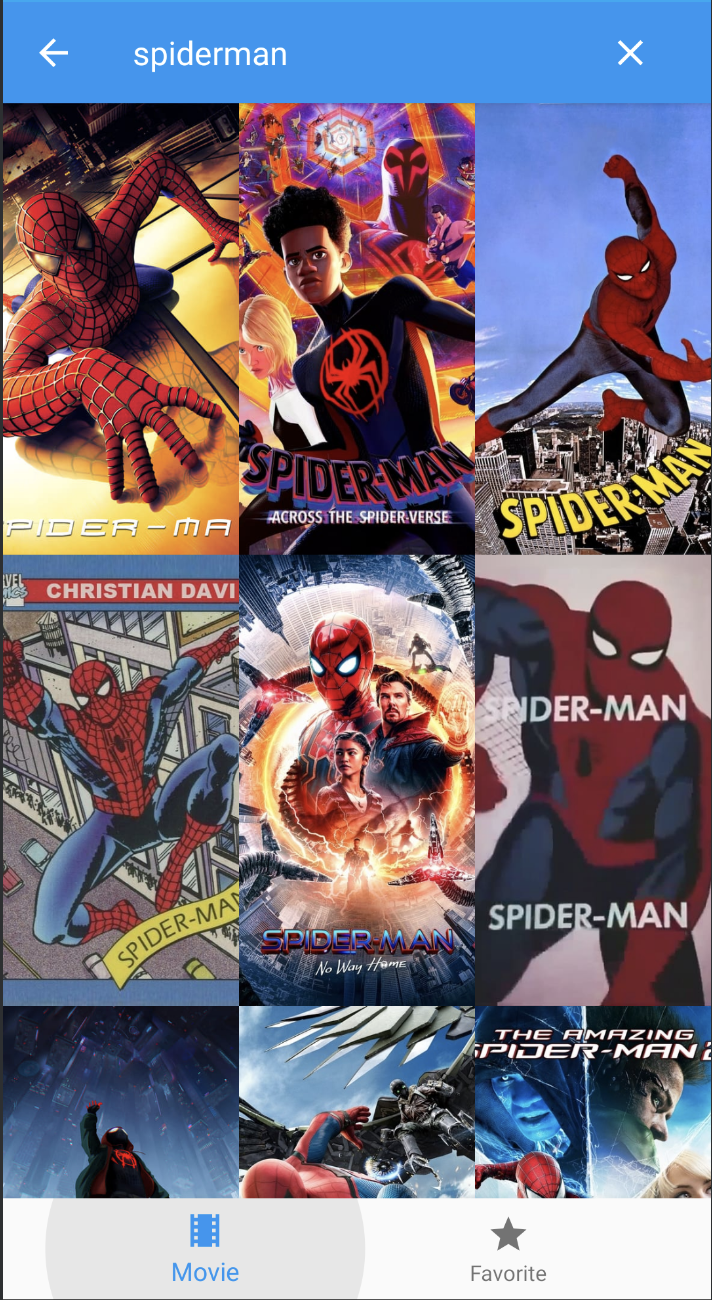 spiderman
PIDER-MA
SPIDER-MAN
ACROSS THE SPIDER-VERSE
SPIDER-MAN
CHRISTIAN DAVI
SPIDER-MAN
SPIDER-MAN
No Way Home
SPIDER-MAN
SPIDER-MAN
THE AMAZING
SPIDER-MAN 2
Movie
Favorite